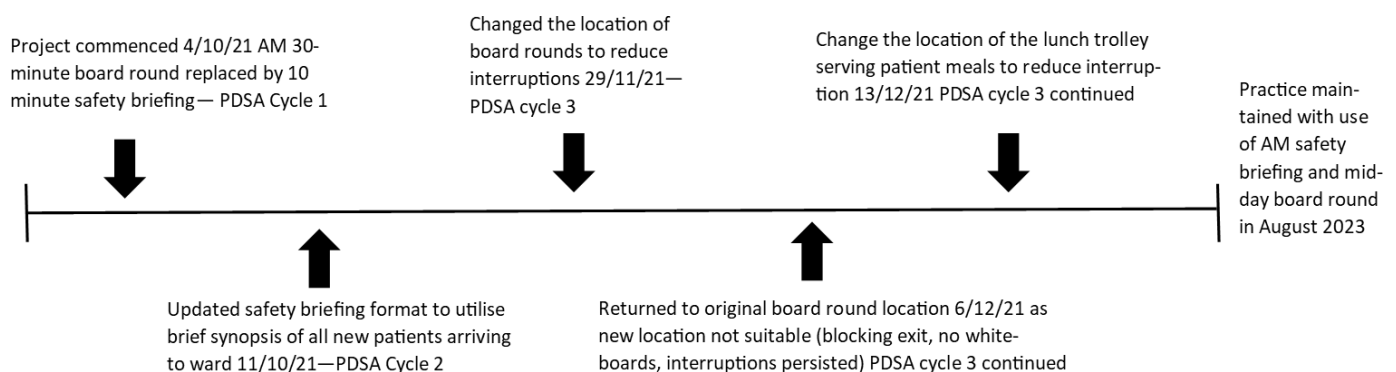 Project commenced 4/10/21 AM 30-
minute board round replaced by 10
minute safety briefing— PDSA Cycle 1
Updated safety briefing format to utilise
brief synopsis of all new patients arriving
to ward 11/10/21—PDSA Cycle 2
Changed the location of
board rounds to reduce
interruptions 29/11/21—
PDSA cycle 3
Returned to original board round location 6/12/21 as
new location not suitable (blocking exit, no white-
boards, interruptions persisted) PDSA cycle 3 continued
Change the location of the lunch trolley
serving patient meals to reduce interrup-
tion 13/12/21 PDSA cycle 3 continued
Practice main-
tained with use
of AM safety
briefing and mid-
day board round
in August 2023